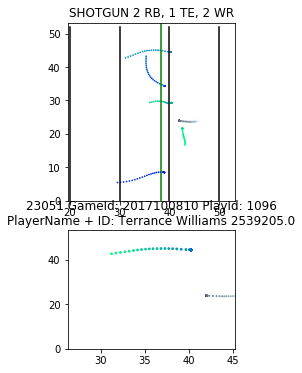 SHOTGUN 2 RB, 1 TE, 2 WR
50
40
30
20
10
0
20 30 40 50
23051 GameId: 2017100810 PlayId: 1096
PlayerName + ID: Terrance Williams 2539205.0
40
20
0
30 35 40 45